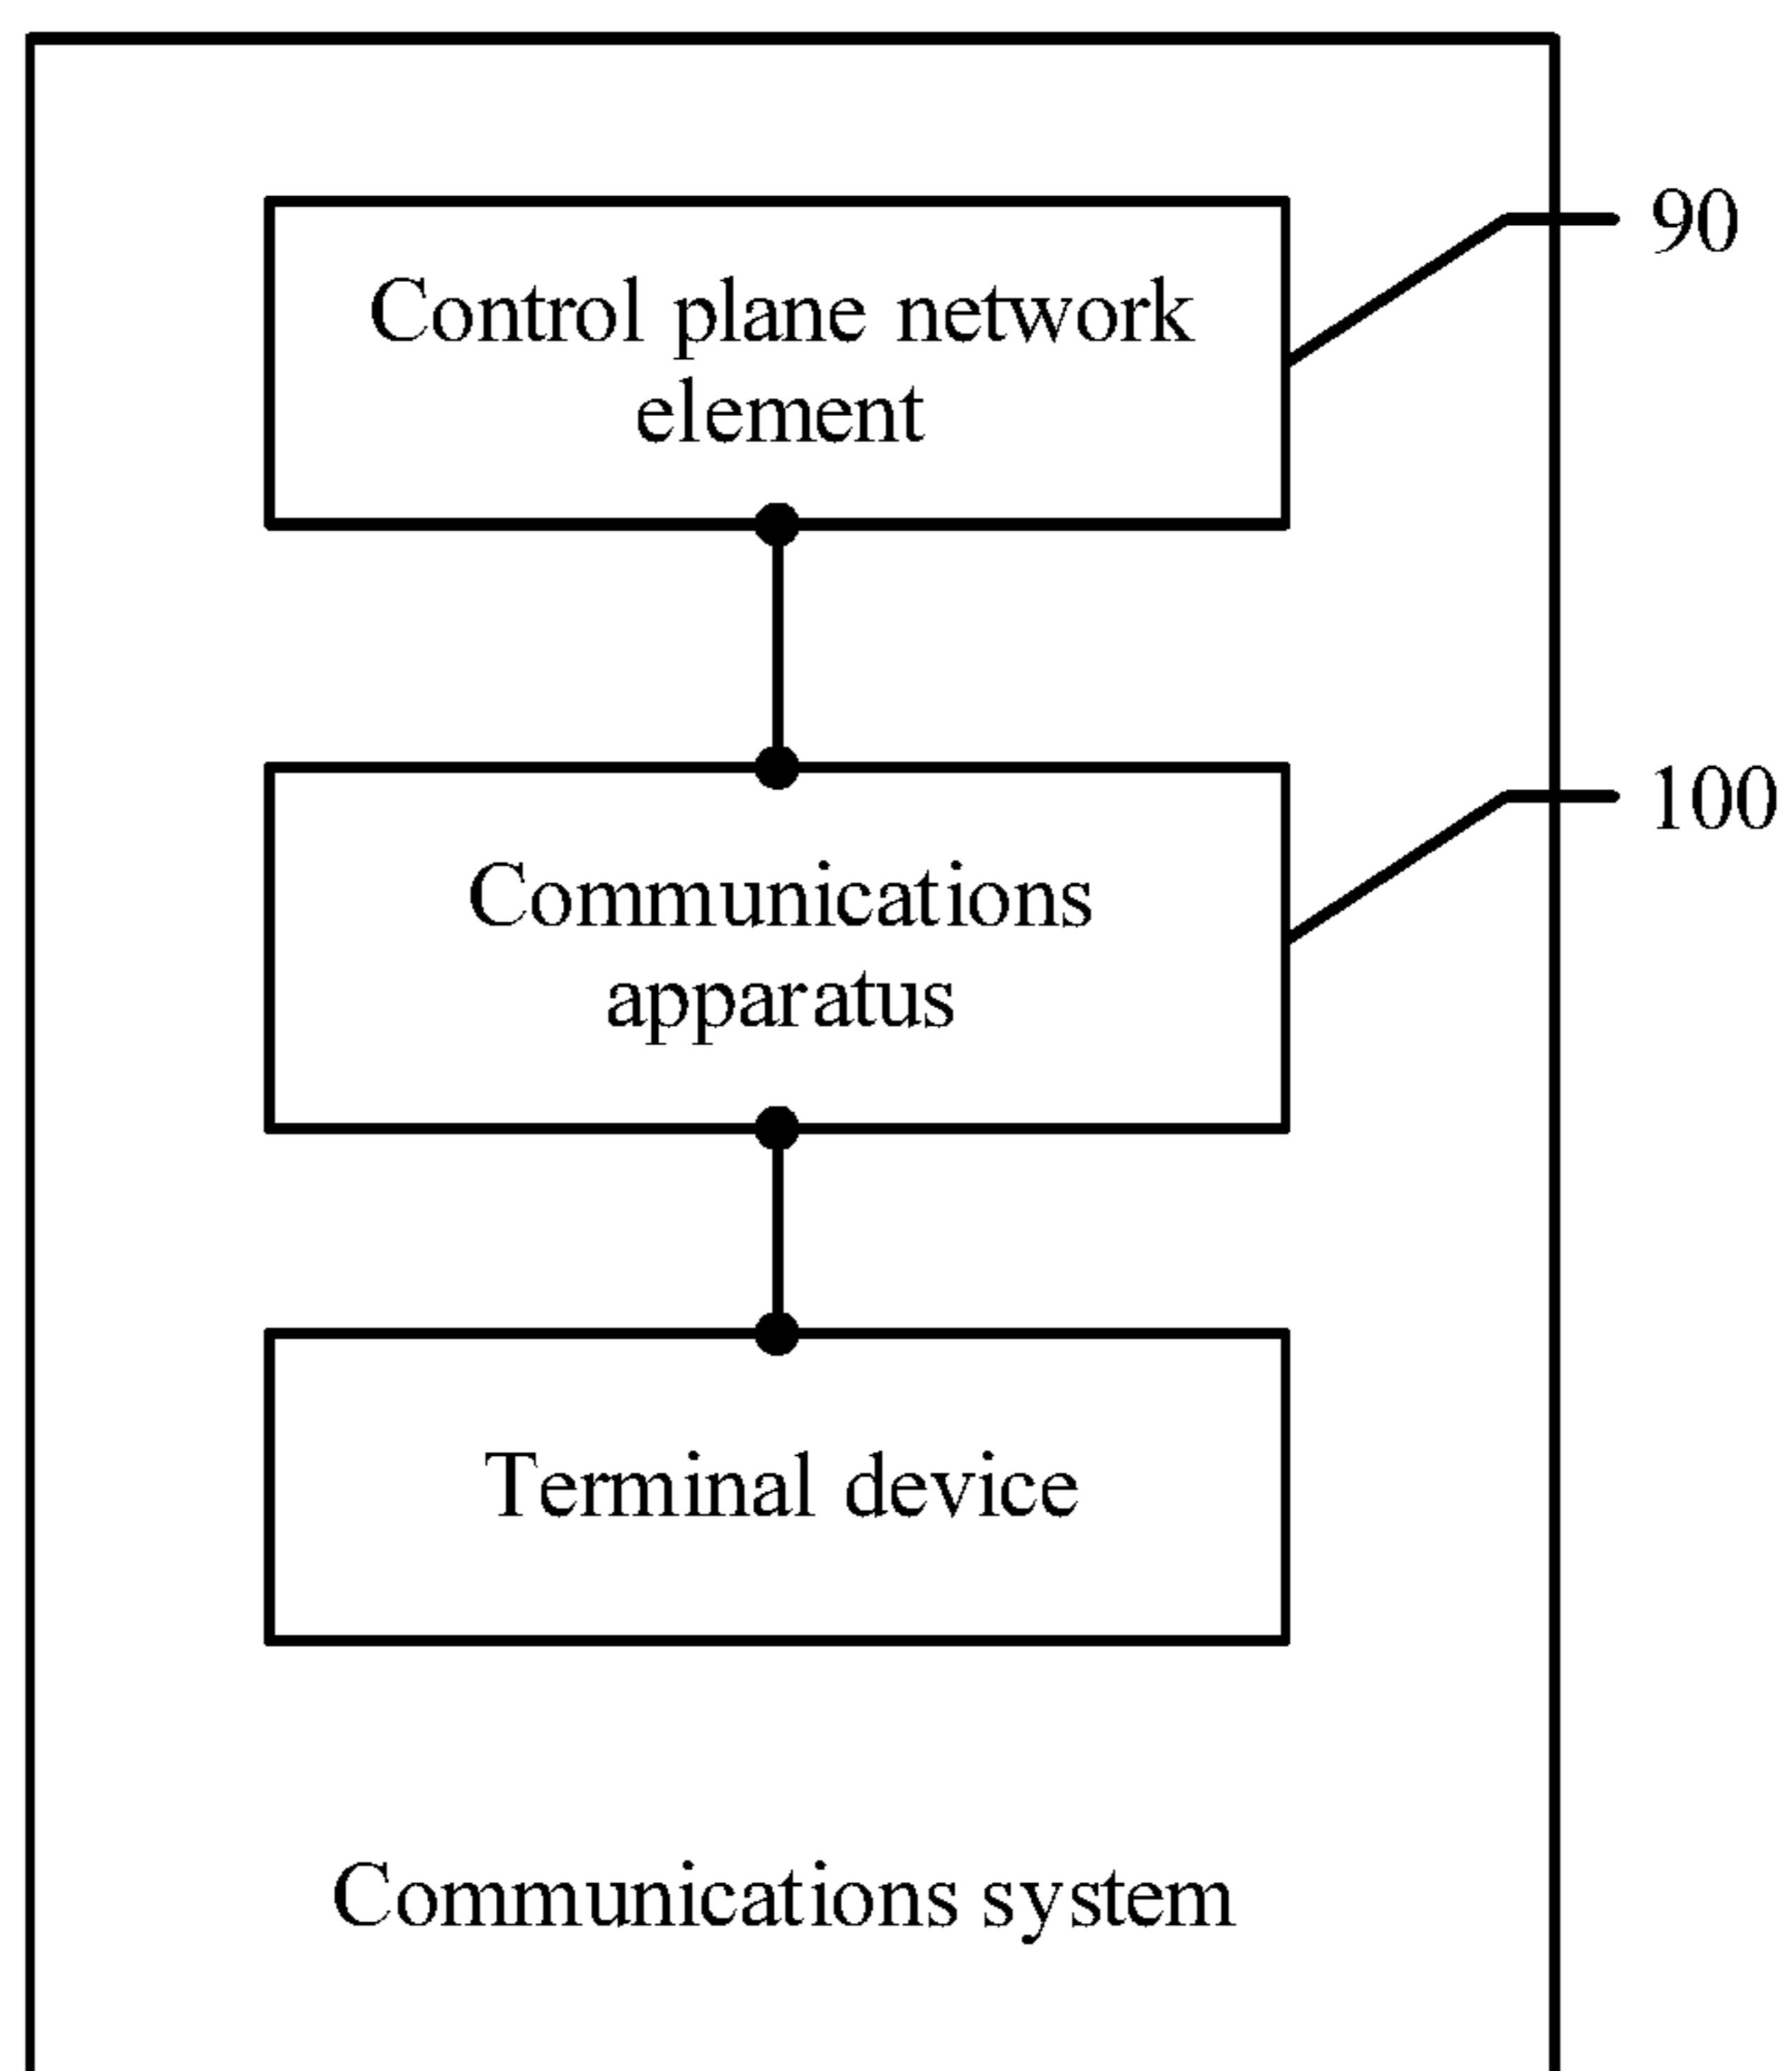 90
Control plane network
element
100
Communications
apparatus
Terminal device
Communications system